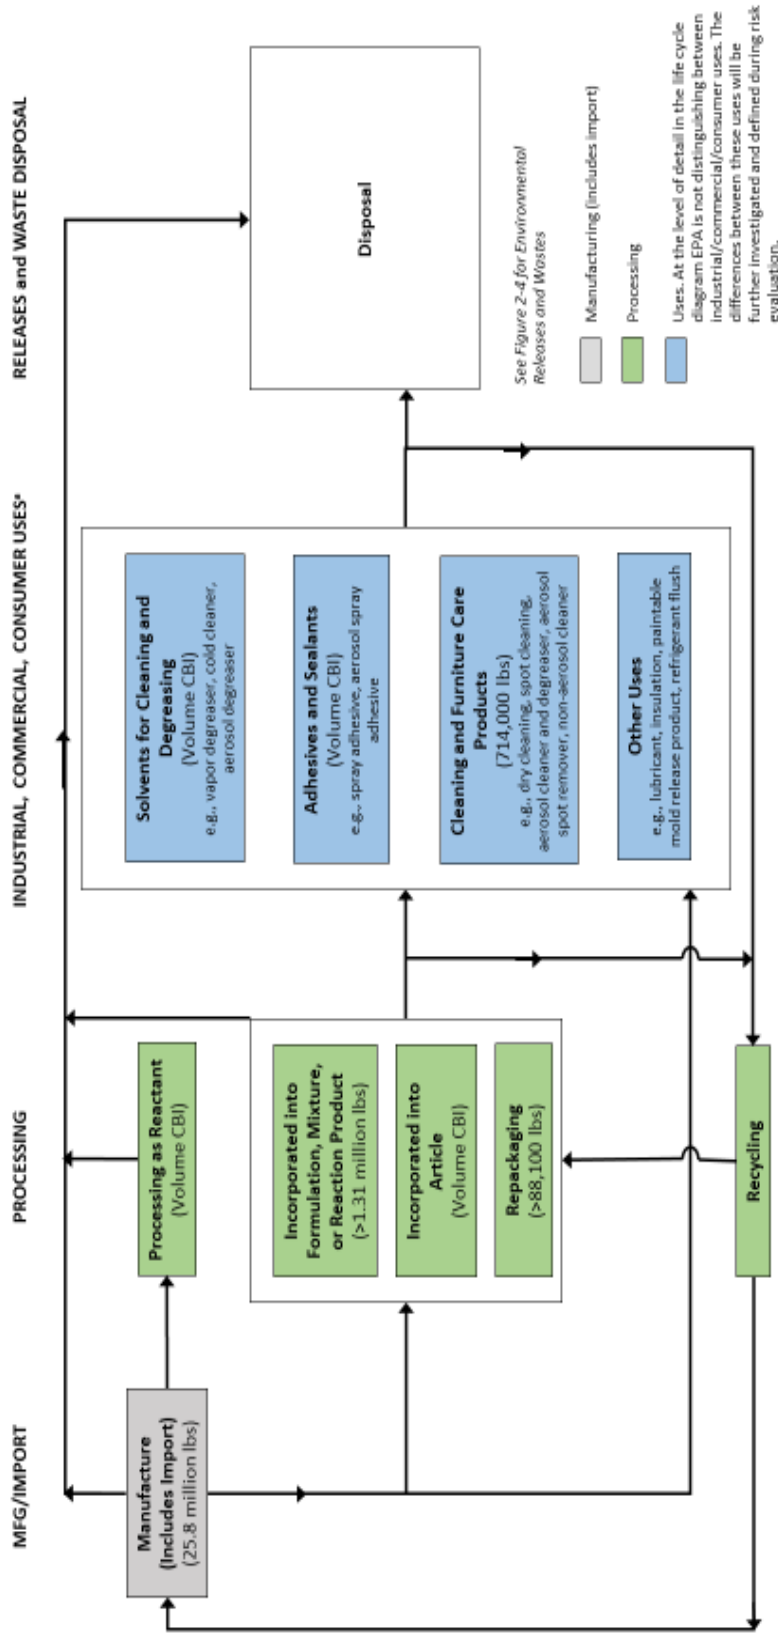 MFG/IMPORT
PROCESSING
INDUSTRIAL, COMMERCIAL, CONSUMER USESª
RELEASES and WASTE DISPOSAL
Manufacture
(Includes Import)
(25.8 million lbs)
Processing as Reactant
(Volume CBI)
Incorporated into
Formulation, Mixture,
or Reaction Product
(>1.31 million lbs)
Incorporated into
Article
(Volume CBI)
Repackaging
(>88,100 lbs)
Recycling
Solvents for Cleaning and
Degreasing
(Volume CBI)
e.g., vapor degreaser, cold cleaner,
aerosol degreaser
Adhesives and Sealants
(Volume CBI)
e.g., spray adhesive, aerosol spray
adhesive
Cleaning and Furniture Care
Products
(714,000 lbs)
e.g., dry cleaning, spot cleaning,
aerosol cleaner and degreaser, aerosol
spot remover, non-aerosol cleaner
Other Uses
e.g., lubricant, insulation, paintable
mold release product, refrigerant flush
Disposal
See Figure 2-4 for Environmental
Releases and Wastes
Manufacturing (includes import)
Processing
Uses. At the level of detail in the life cycle
diagram EPA is not distinguishing between
industrial/commercial/consumer uses. The
differences between these uses will be
further investigated and defined during risk
evaluation.